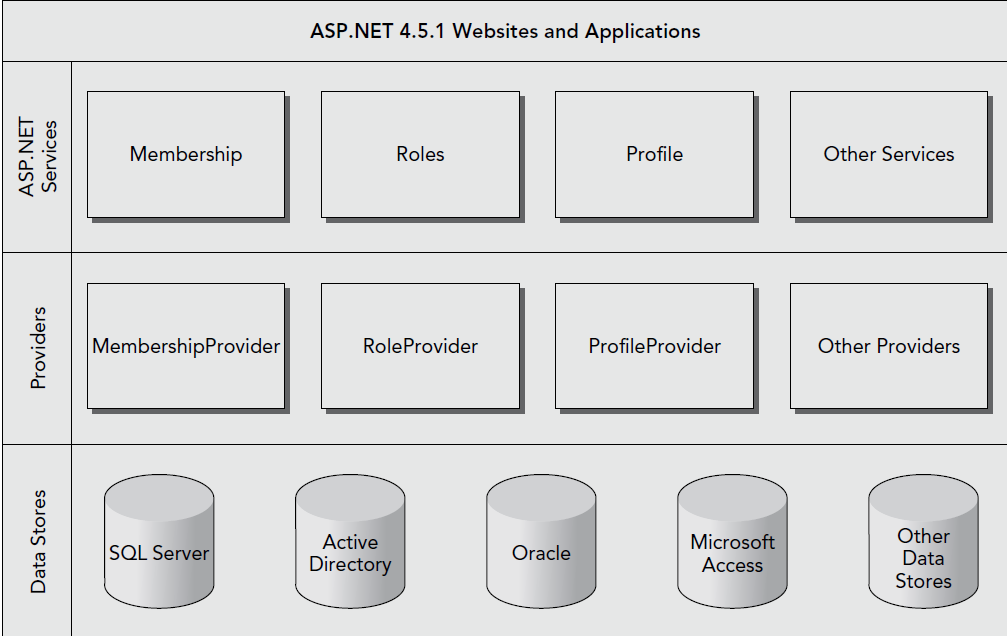 ASP.NET 4.5.1 Websites and Applications
ASP.NET
Services
Membership
Roles
Profile
Other Services
Providers
MembershipProvider
RoleProvider
ProfileProvider
Other Providers
Data Stores
SQL Server
Active
Directory
Oracle
Microsoft
Access
Other
Data
Stores